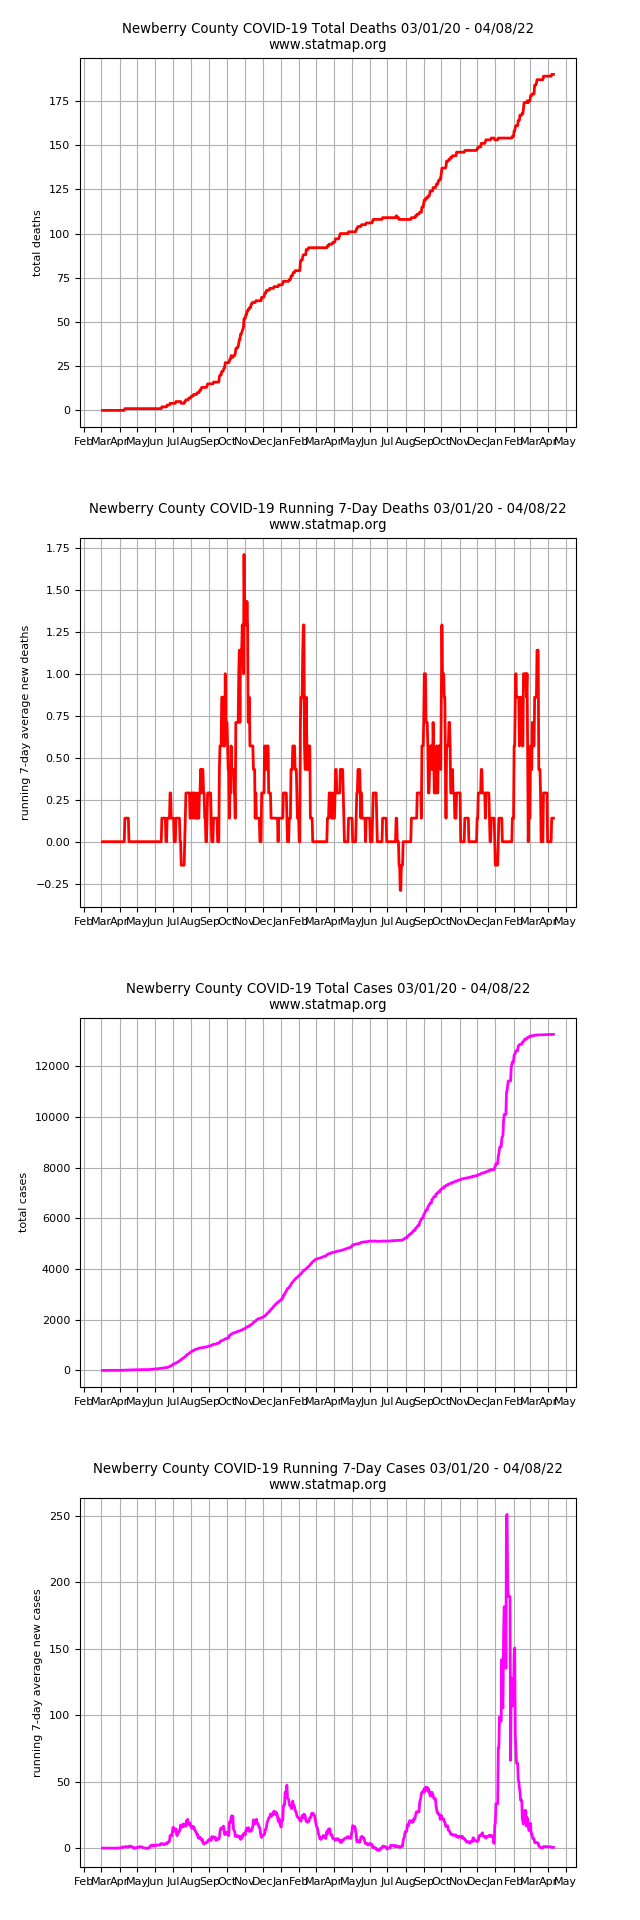 Newberry County COVID-19 Total Deaths 03/01/20 - 04/08/22
www.statmap.org
total deaths
175
150
125
100
75
50
25
0
Feb Mar Apr May Jun Jul Aug Sep Oct Nov Dec Jan Feb Mar Apr May Jun Jul Aug Sep Oct Nov Dec Jan Feb Mar Apr May
Newberry County COVID-19 Running 7-Day Deaths 03/01/20 - 04/08/22
www.statmap.org
running 7-day average new deaths
1.75
1.50
1.25
1.00
0.75
0.50
0.25
0.00
−0.25
Feb Mar Apr May Jun Jul Aug Sep Oct Nov Dec Jan Feb Mar Apr May Jun Jul Aug Sep Oct Nov Dec Jan Feb Mar Apr May
Newberry County COVID-19 Total Cases 03/01/20 - 04/08/22
www.statmap.org
total cases
12000
10000
8000
6000
4000
2000
0
Feb Mar Apr May Jun Jul Aug Sep Oct Nov Dec Jan Feb Mar Apr May Jun Jul Aug Sep Oct Nov Dec Jan Feb Mar Apr May
Newberry County COVID-19 Running 7-Day Cases 03/01/20 - 04/08/22
www.statmap.org
running 7-day average new cases
250
200
150
100
50
0
Feb Mar Apr May Jun Jul Aug Sep Oct Nov Dec Jan Feb Mar Apr May Jun Jul Aug Sep Oct Nov Dec Jan Feb Mar Apr May